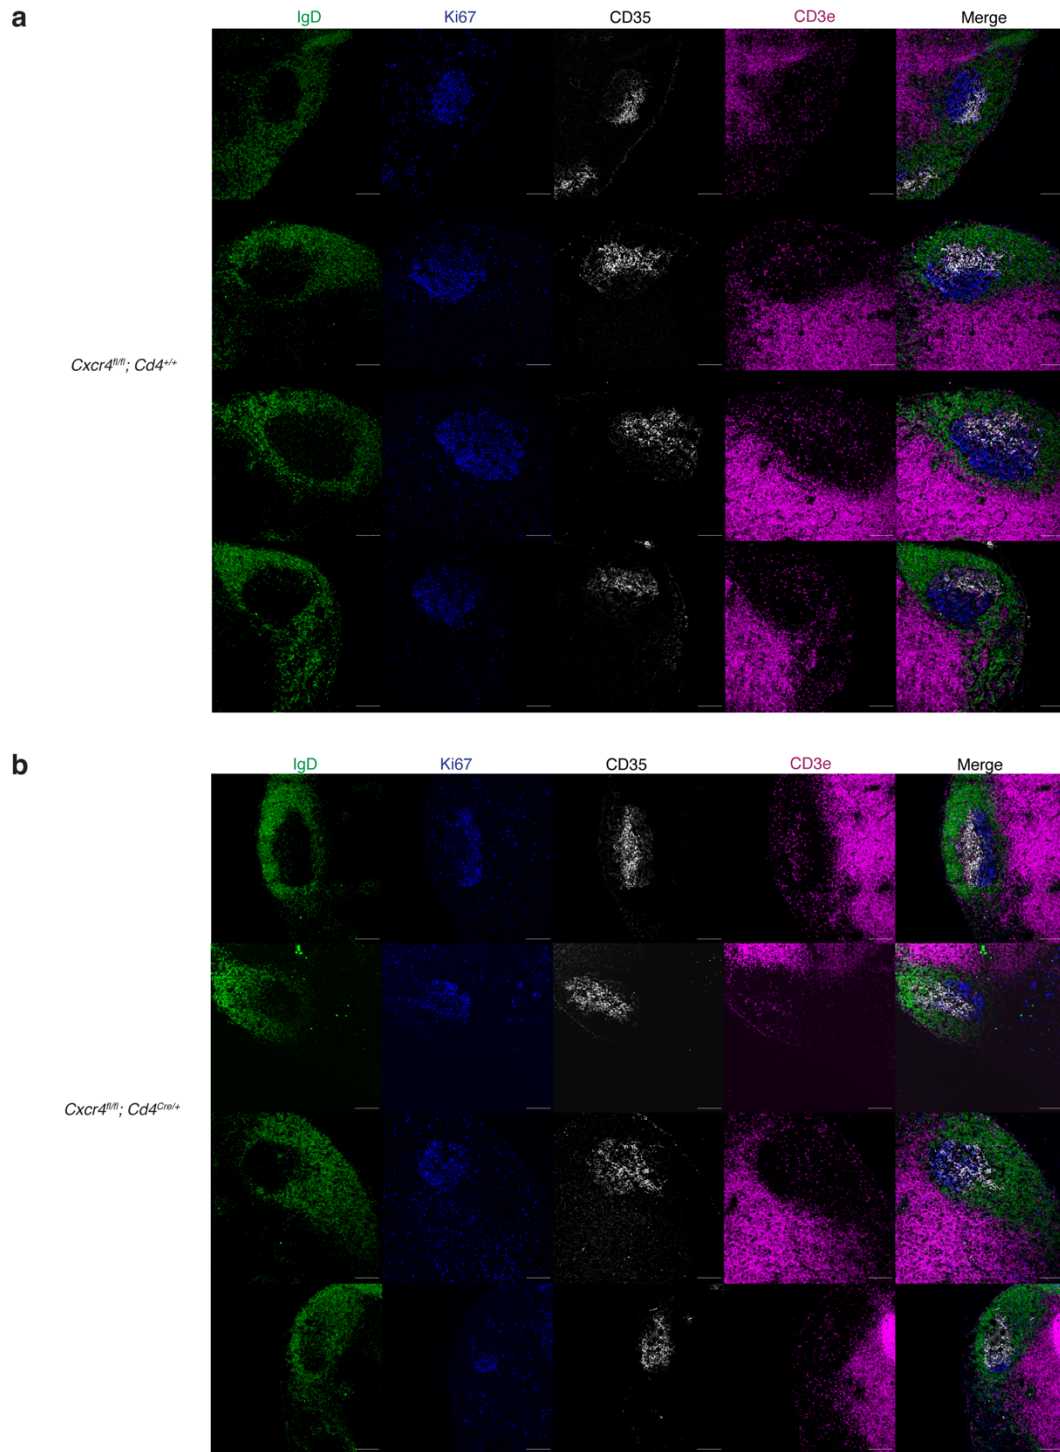 a
IgD Ki67 CD35 CD3e Merge
Cxcr4fl/fl; Cd4+/+
b
IgD Ki67 CD35 CD3e Merge
Cxcr4fl/fl; Cd4Cre/+